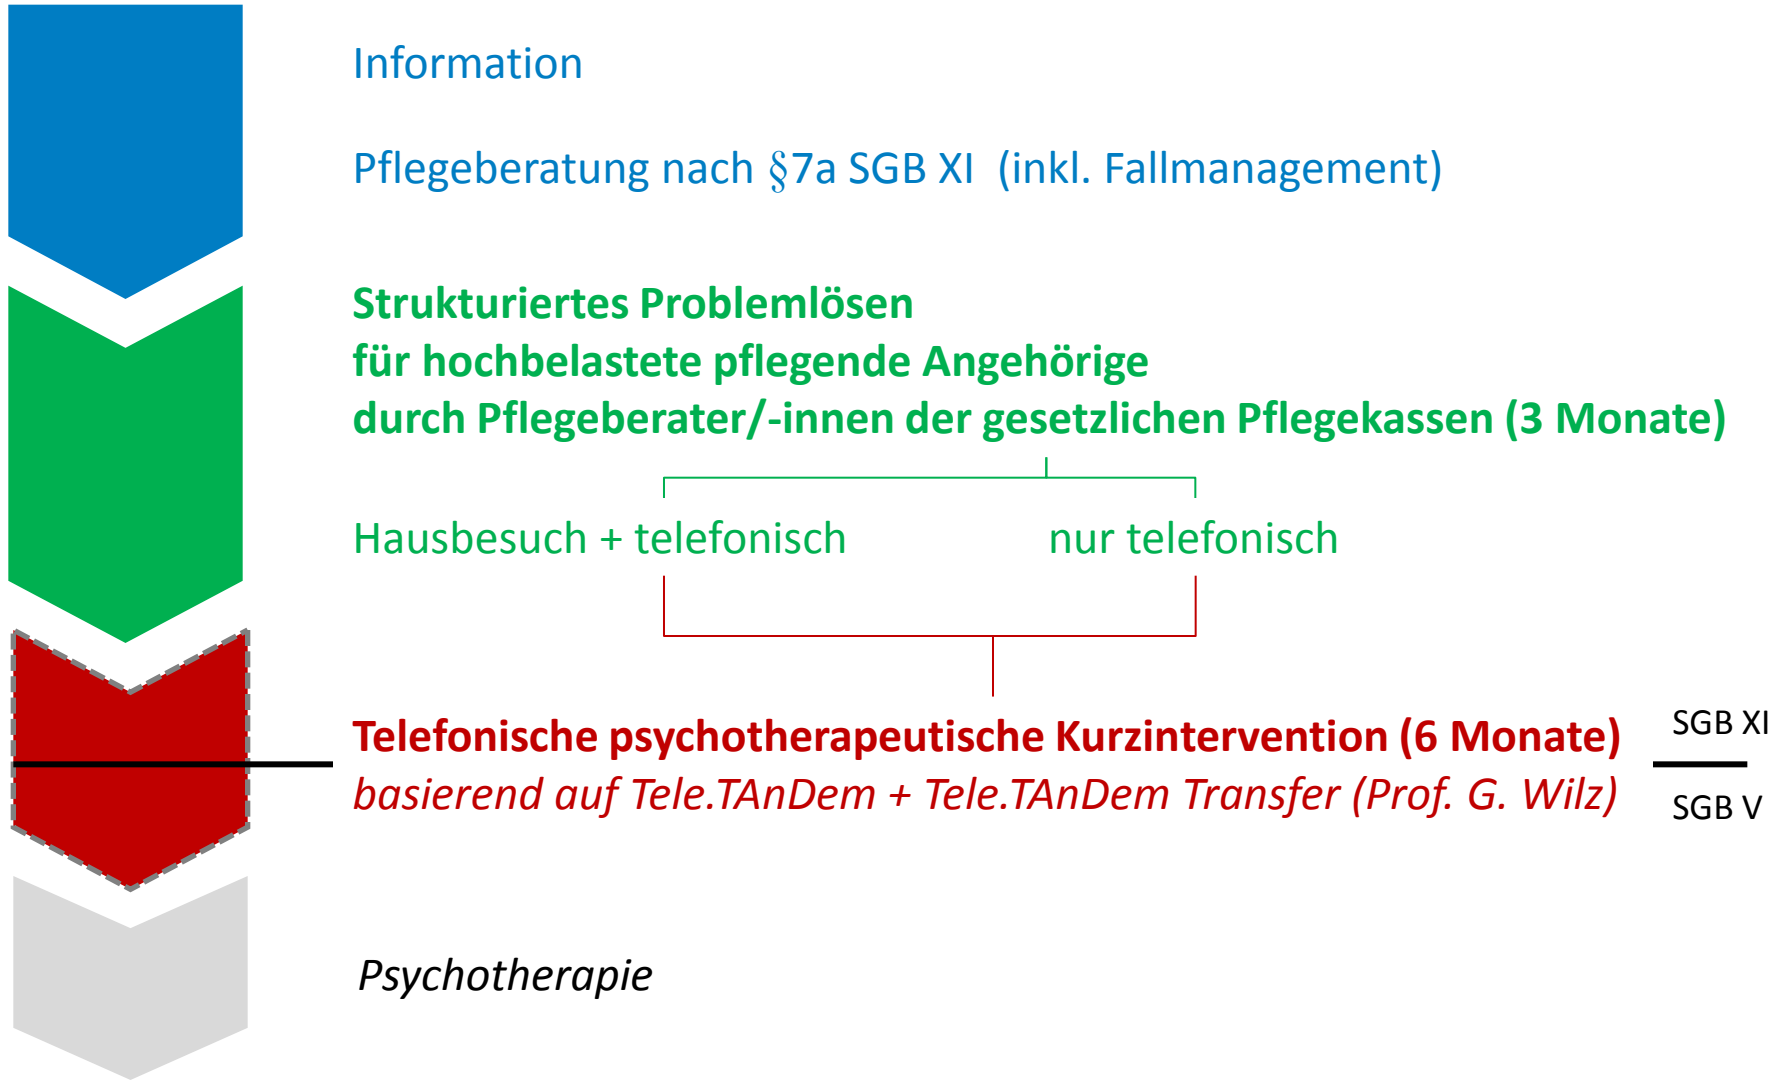 Information
Pflegeberatung nach §7a SGB XI  (inkl. Fallmanagement)
Strukturiertes Problemlösen
für hochbelastete pflegende Angehörige
durch Pflegeberater/-innen der gesetzlichen Pflegekassen (3 Monate)
Hausbesuch + telefonisch
nur telefonisch
Telefonische psychotherapeutische Kurzintervention (6 Monate)
basierend auf Tele.TAnDem + Tele.TAnDem Transfer (Prof. G. Wilz)
SGB XI
SGB V
Psychotherapie